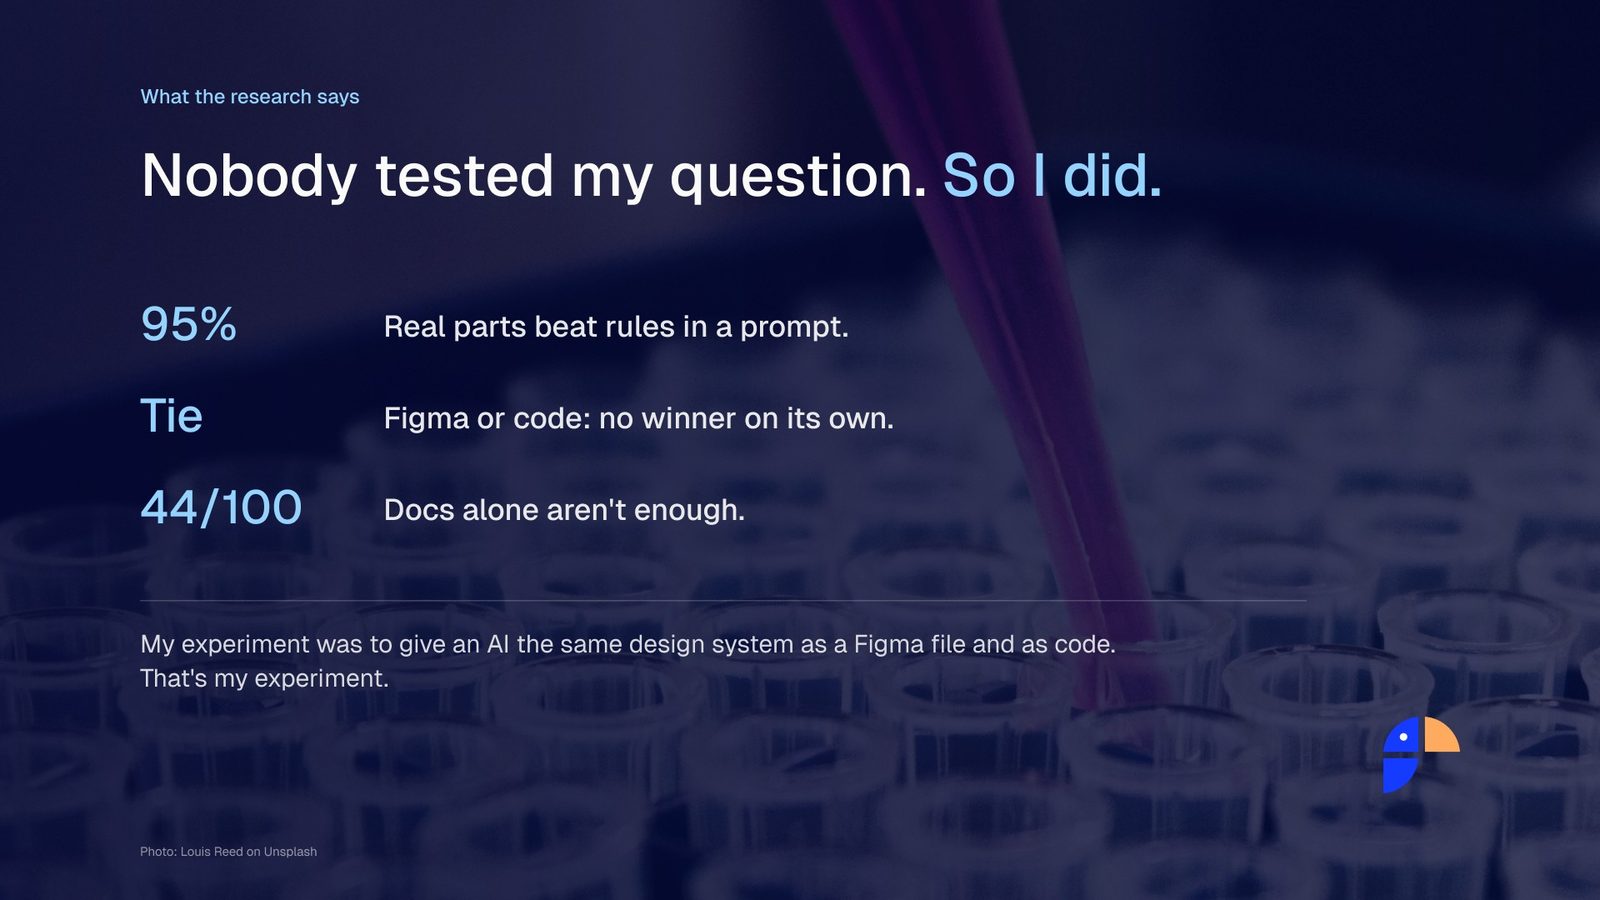 What the research says
Nobody tested my question. So I did.
95%
Real parts beat rules in a prompt.
Tie
Figma or code: no winner on its own.
44/100
Docs alone aren't enough.
My experiment was to give an AI the same design system as a Figma file and as code.
That's my experiment.
Photo: Louis Reed on Unsplash